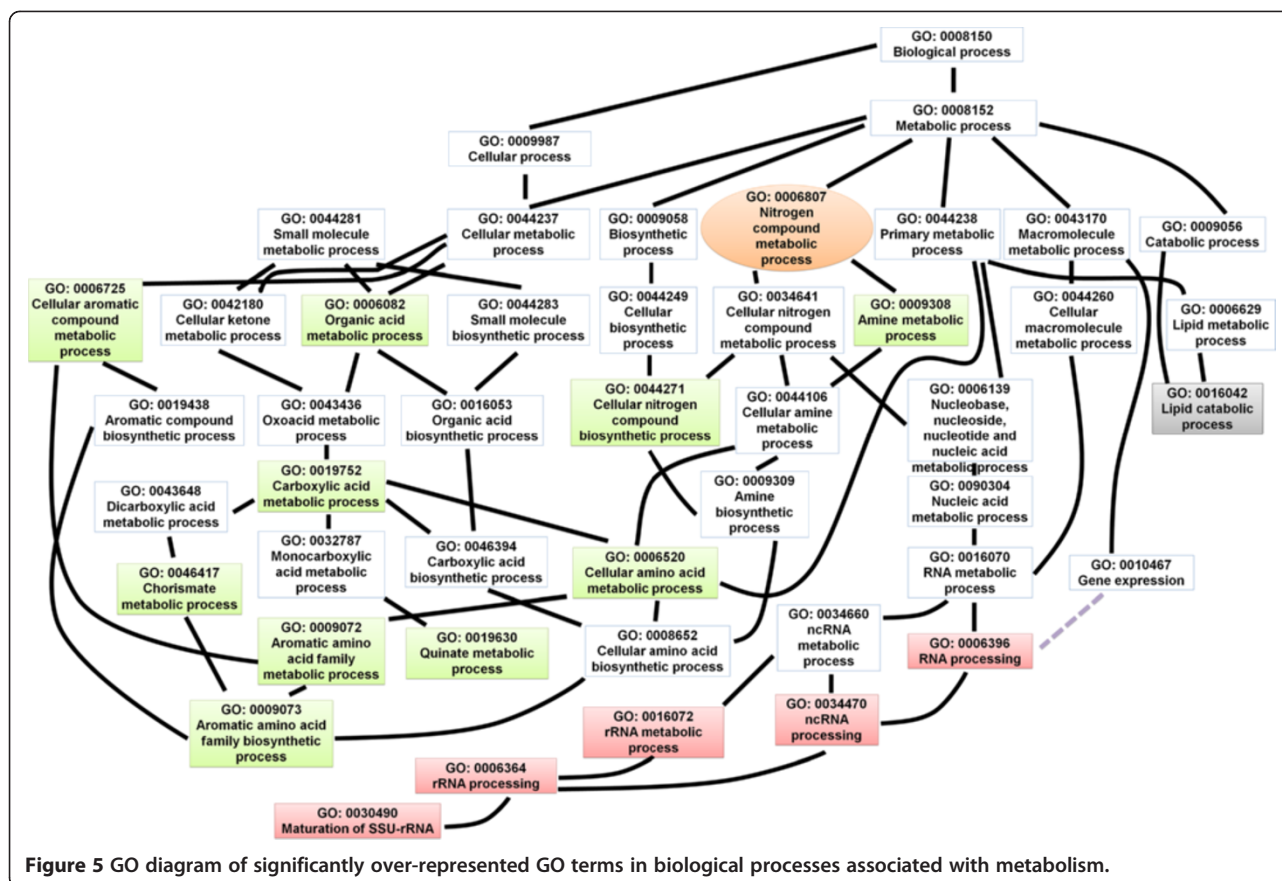 GO: 0008150
Biological process
GO: 0008152
Metabolic process
GO: 0009987
Cellular process
GO: 0044281
Small molecule
metabolic process
GO: 0044237
Cellular metabolic
process
GO: 0009058
Biosynthetic
process
GO: 0006807
Nitrogen
compound
metabolic
process
GO: 0044238
Primary metabolic
process
GO: 0043170
Macromolecule
metabolic process
GO: 0009056
Catabolic process
GO: 0006725
Cellular aromatic
compound
metabolic
process
GO: 0042180
Cellular ketone
metabolic process
GO: 0006082
Organic acid
metabolic process
GO: 0044283
Small molecule
biosynthetic process
GO: 0044249
Cellular
biosynthetic
process
GO: 0034641
Cellular nitrogen
compound
metabolic process
GO: 0009308
Amine metabolic
process
GO: 0044260
Cellular
macromolecule
metabolic process
GO: 0006629
Lipid metabolic
process
GO: 0019438
Aromatic compound
biosynthetic process
GO: 0043436
Oxoacid metabolic
process
GO: 0016053
Organic acid
biosynthetic process
GO: 0044271
Cellular nitrogen
compound
biosynthetic process
GO: 0044106
Cellular amine
metabolic
process
GO: 0006139
Nucleobase,
nucleoside,
nucleotide and
nucleic acid
metabolic process
GO: 0016042
Lipid catabolic
process
GO: 0043648
Dicarboxylic acid
metabolic process
GO: 0019752
Carboxylic acid
metabolic process
GO: 0009309
Amine
biosynthetic
process
GO: 0090304
Nucleic acid
metabolic process
GO: 0032787
Monocarboxylic
acid metabolic
process
GO: 0046394
Carboxylic acid
biosynthetic process
GO: 0006520
Cellular amino acid
metabolic process
GO: 0016070
RNA metabolic
process
GO: 0010467
Gene expression
GO: 0046417
Chorismate
metabolic process
GO: 0009072
Aromatic amino
acid family
metabolic process
GO: 0019630
Quinate metabolic
process
GO: 0008652
Cellular amino acid
biosynthetic process
GO: 0034660
ncRNA
metabolic
process
GO: 0006396
RNA processing
GO: 0009073
Aromatic amino acid
family biosynthetic
process
GO: 0016072
rRNA metabolic
process
GO: 0034470
ncRNA
processing
GO: 0006364
rRNA processing
GO: 0030490
Maturation of SSU-rRNA
Figure 5 GO diagram of significantly over-represented GO terms in biological processes associated with metabolism.